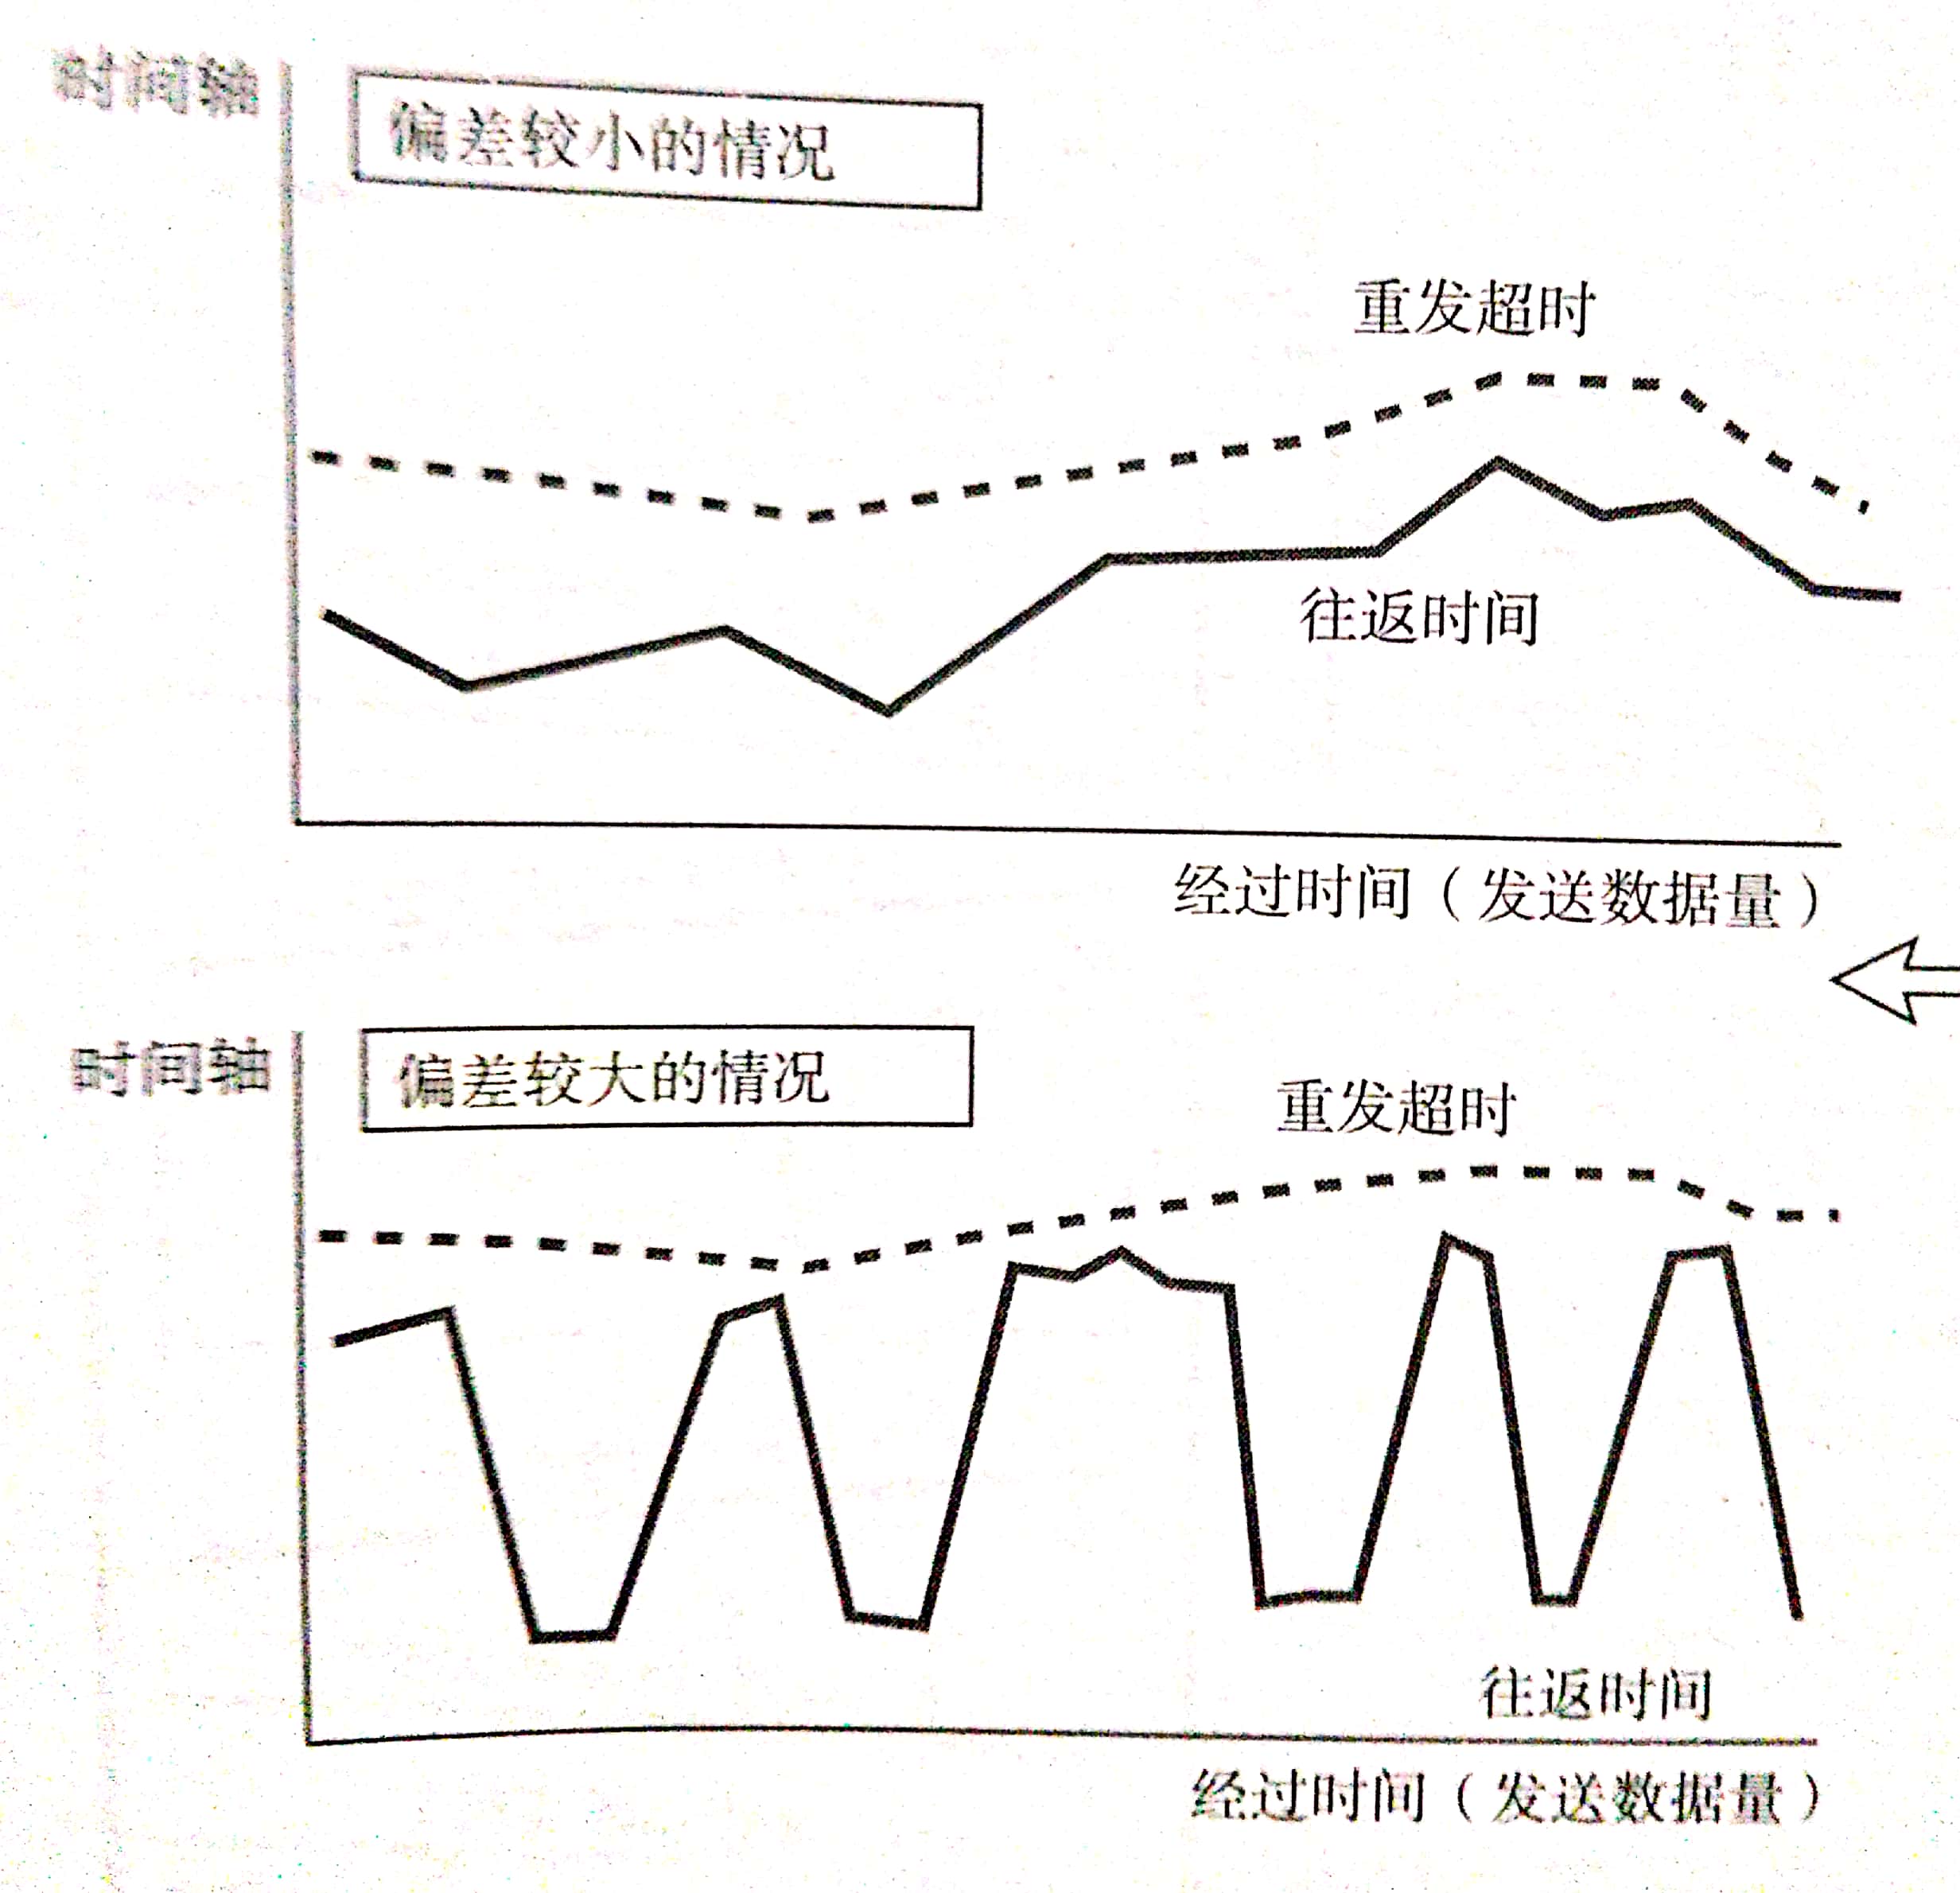 时间轴
偏差较小的情况
重发超时
往返时间
经过时间（发送数据量）
时间轴
偏差较大的情况
重发超时
往返时间
经过时间（发送数据量）